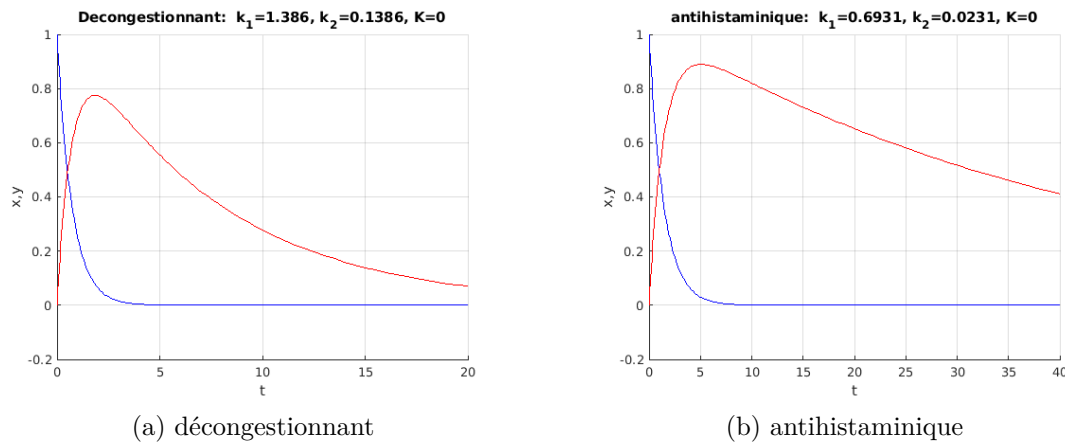 Decongestionnant: k₁=1.386, k₂=0.1386, K=0
1
0.8
0.6
0.4
0.2
0
-0.2
x,y
0 5 10 15 20
t
(a) décongestionnant
antihistaminique: k₁=0.6931, k₂=0.0231, K=0
1
0.8
0.6
0.4
0.2
0
-0.2
x,y
0 5 10 15 20 25 30 35 40
t
(b) antihistaminique